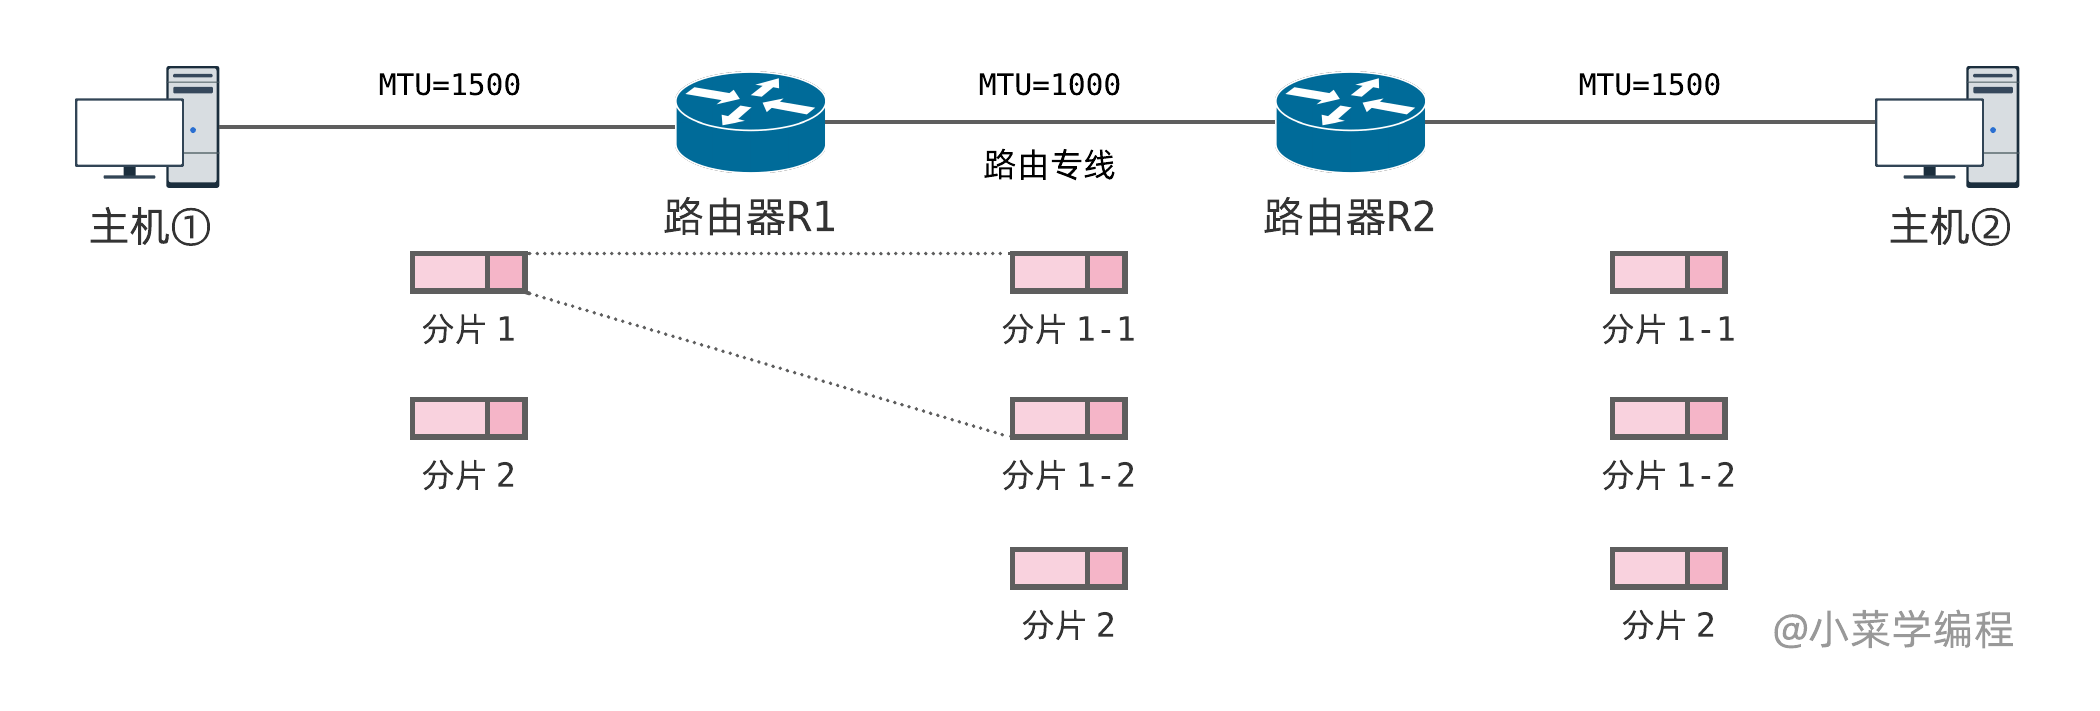 MTU=1500
MTU=1000
MTU=1500
路由专线
主机①
路由器R1
路由器R2
主机②
分片 1
分片 1-1
分片 1-1
分片 2
分片 1-2
分片 1-2
分片 2
分片 2
@小菜学编程